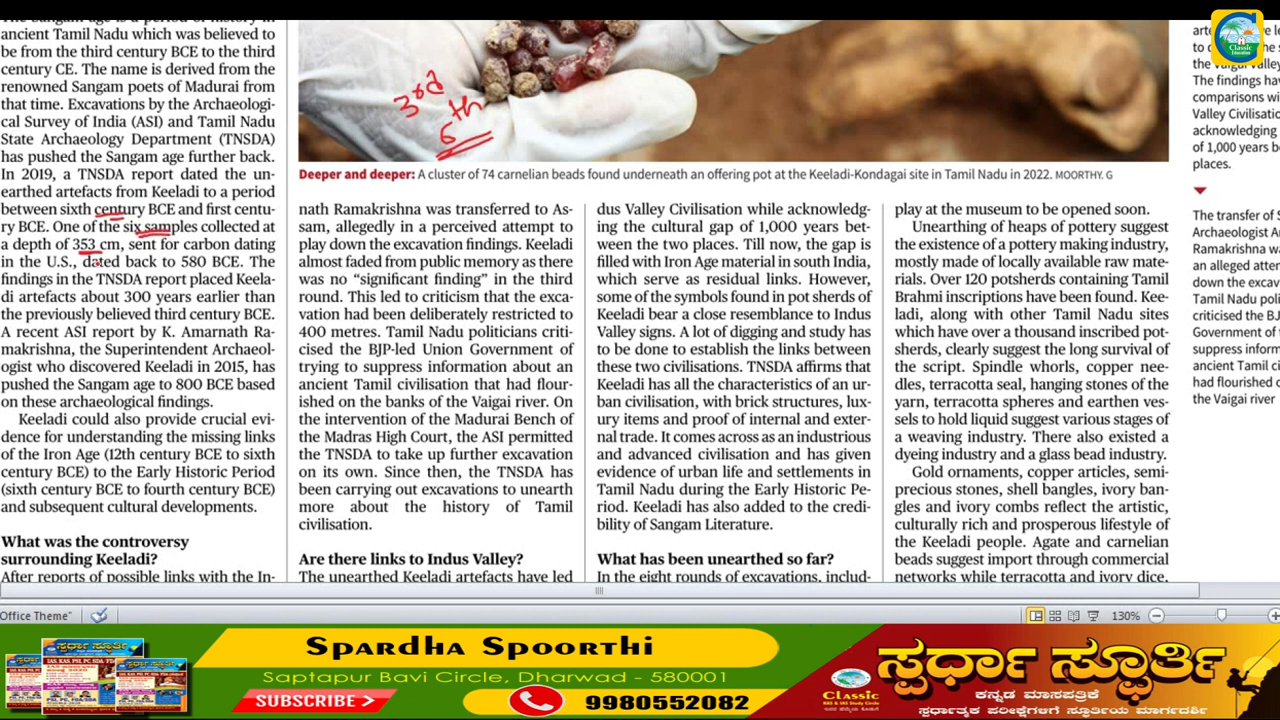 The Sangam age is a period of history in
ancient Tamil Nadu which was believed to
be from the third century BCE to the third
century CE. The name is derived from the
renowned Sangam poets of Madurai from
that time. Excavations by the Archaeologi-
cal Survey of India (ASI) and Tamil Nadu
State Archaeology Department (TNSDA)
has pushed the Sangam age further back.
In 2019, a TNSDA report dated the un-
earthed artefacts from Keeladi to a period
between sixth century BCE and first centu-
ry BCE. One of the six samples collected at
a depth of 353 cm, sent for carbon dating
in the U.S., dated back to 580 BCE. The
findings in the TNSDA report placed Keela-
di artefacts about 300 years earlier than
the previously believed third century BCE.
A recent ASI report by K. Amarnath Ra-
makrishna, the Superintendent Archaeol-
ogist who discovered Keeladi in 2015, has
pushed the Sangam age to 800 BCE based
on these archaeological findings.
Keeladi could also provide crucial evi-
dence for understanding the missing links
of the Iron Age (12th century BCE to sixth
century BCE) to the Early Historic Period
(sixth century BCE to fourth century BCE)
and subsequent cultural developments.
What was the controversy
surrounding Keeladi?
After reports of possible links with the In-
3rd
6th
Deeper and deeper: A cluster of 74 carnelian beads found underneath an offering pot at the Keeladi-Kondagai site in Tamil Nadu in 2022. MOORTHY. G
nath Ramakrishna was transferred to As-
sam, allegedly in a perceived attempt to
play down the excavation findings. Keeladi
almost faded from public memory as there
was no “significant finding” in the third
round. This led to criticism that the exca-
vation had been deliberately restricted to
400 metres. Tamil Nadu politicians criti-
cised the BJP-led Union Government of
trying to suppress information about an
ancient Tamil civilisation that had flour-
ished on the banks of the Vaigai river. On
the intervention of the Madurai Bench of
the Madras High Court, the ASI permitted
the TNSDA to take up further excavation
on its own. Since then, the TNSDA has
been carrying out excavations to unearth
more about the history of Tamil
civilisation.
Are there links to Indus Valley?
The unearthed Keeladi artefacts have led
dus Valley Civilisation while acknowledg-
ing the cultural gap of 1,000 years bet-
ween the two places. Till now, the gap is
filled with Iron Age material in south India,
which serve as residual links. However,
some of the symbols found in pot sherds of
Keeladi bear a close resemblance to Indus
Valley signs. A lot of digging and study has
to be done to establish the links between
these two civilisations. TNSDA affirms that
Keeladi has all the characteristics of an ur-
ban civilisation, with brick structures, lux-
ury items and proof of internal and exter-
nal trade. It comes across as an industrious
and advanced civilisation and has given
evidence of urban life and settlements in
Tamil Nadu during the Early Historic Pe-
riod. Keeladi has also added to the credi-
bility of Sangam Literature.
What has been unearthed so far?
In the eight rounds of excavations, includ-
play at the museum to be opened soon.
Unearthing of heaps of pottery suggest
the existence of a pottery making industry,
mostly made of locally available raw mate-
rials. Over 120 potsherds containing Tamil
Brahmi inscriptions have been found. Kee-
ladi, along with other Tamil Nadu sites
which have over a thousand inscribed pot-
sherds, clearly suggest the long survival of
the script. Spindle whorls, copper nee-
dles, terracotta seal, hanging stones of the
yarn, terracotta spheres and earthen ves-
sels to hold liquid suggest various stages of
a weaving industry. There also existed a
dyeing industry and a glass bead industry.
Gold ornaments, copper articles, semi-
precious stones, shell bangles, ivory ban-
gles and ivory combs reflect the artistic,
culturally rich and prosperous lifestyle of
the Keeladi people. Agate and carnelian
beads suggest import through commercial
networks while terracotta and ivory dice,
Classic
Education
The findings hav
comparisons wi
Valley Civilisatio
acknowledging
of 1,000 years be
places.
The transfer of S
Archaeologist A
Ramakrishna wa
an alleged atten
down the excav
Tamil Nadu poli
criticised the BJ
Government of
suppress inform
ancient Tamil ci
had flourished o
the Vaigai river
Office Theme"
130%
Spardha Spoorthi
Saptapur Bavi Circle, Dharwad - 580001
SUBSCRIBE
9980552082
ಸ್ಪರ್ಧಾ ಸ್ಫೂರ್ತಿ
ಕನ್ನಡ ಮಾಸಪತ್ರಿಕೆ
ಸ್ಪರ್ಧಾತ್ಮಕ ಪರೀಕ್ಷೆಗಳಿಗೆ ಸ್ಫೂರ್ತಿಯ ಮಾರ್ಗದರ್ಶಿ
Classic
KAS & IAS Study Circle